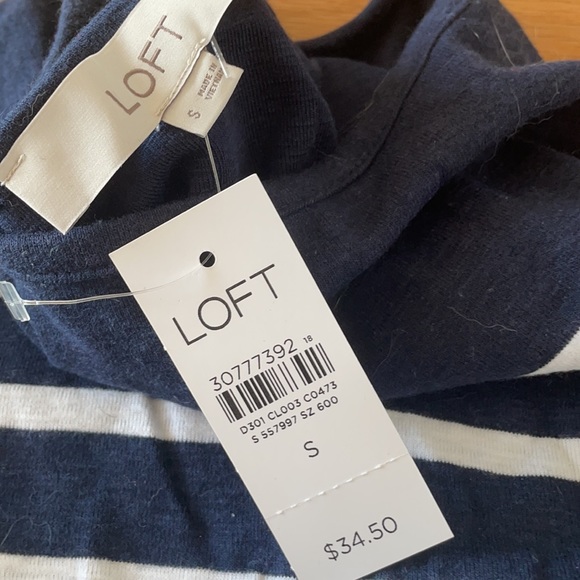 LOFT
S
MADE IN
VIETNAM
LOFT
30777392 18
D301 CL003 C0473
S 557997 SZ 600
S
$34.50